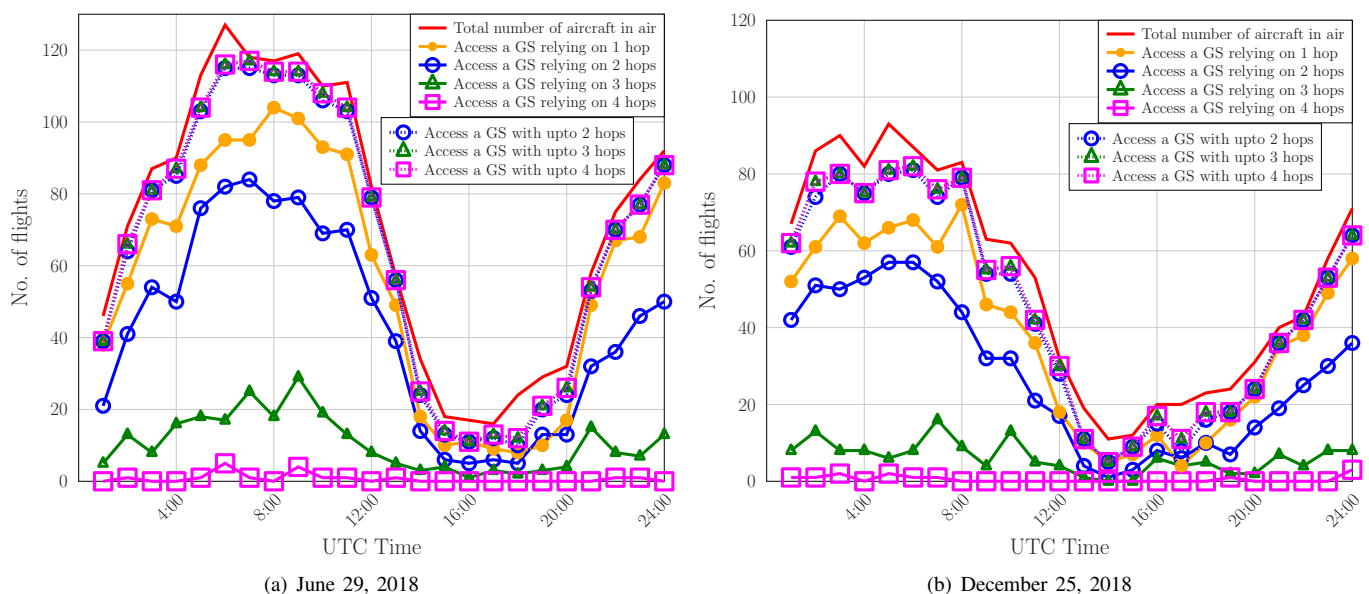 Total number of aircraft in air
Access a GS relying on 1 hop
Access a GS relying on 2 hops
Access a GS relying on 3 hops
Access a GS relying on 4 hops
Access a GS with upto 2 hops
Access a GS with upto 3 hops
Access a GS with upto 4 hops
No. of flights
120
100
80
60
40
20
0
4:00
8:00
12:00
16:00
20:00
24:00
UTC Time
(a) June 29, 2018
Total number of aircraft in air
Access a GS relying on 1 hop
Access a GS relying on 2 hops
Access a GS relying on 3 hops
Access a GS relying on 4 hops
Access a GS with upto 2 hops
Access a GS with upto 3 hops
Access a GS with upto 4 hops
No. of flights
120
100
80
60
40
20
0
4:00
8:00
12:00
16:00
20:00
24:00
UTC Time
(b) December 25, 2018